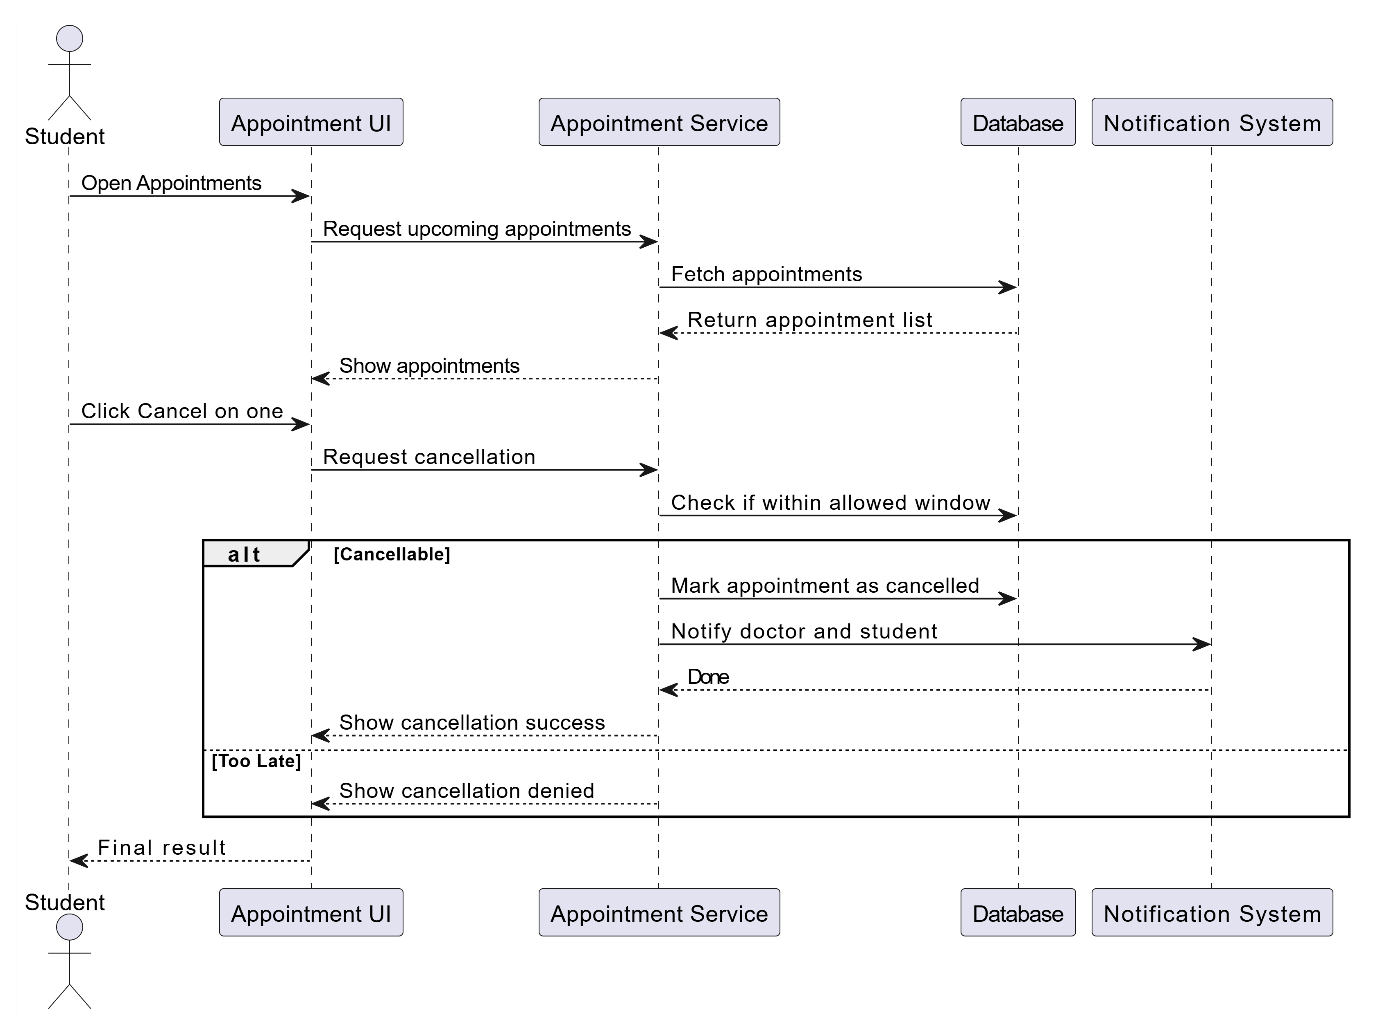 Student
Appointment UI
Appointment Service
Database
Notification System
Open Appointments
Request upcoming appointments
Fetch appointments
Return appointment list
Show appointments
Click Cancel on one
Request cancellation
Check if within allowed window
alt
[Cancellable]
Mark appointment as cancelled
Notify doctor and student
Done
Show cancellation success
[Too Late]
Show cancellation denied
Final result
Student
Appointment UI
Appointment Service
Database
Notification System